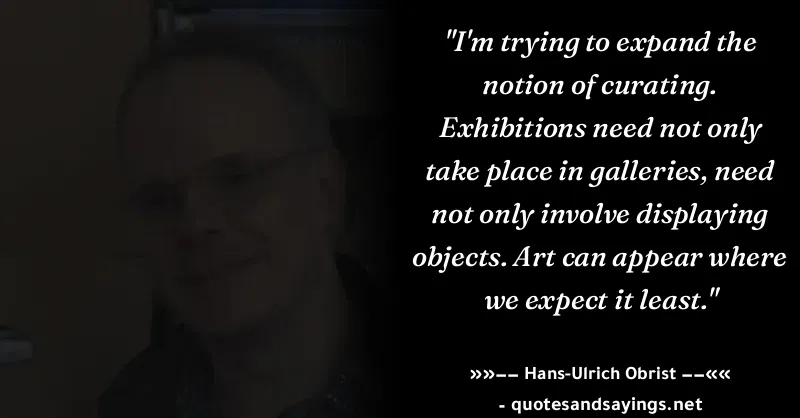 "I'm trying to expand the
notion of curating.
Exhibitions need not only
take place in galleries, need
not only involve displaying
objects. Art can appear where
we expect it least."
»»−− Hans-Ulrich Obrist −−««
- quotesandsayings.net